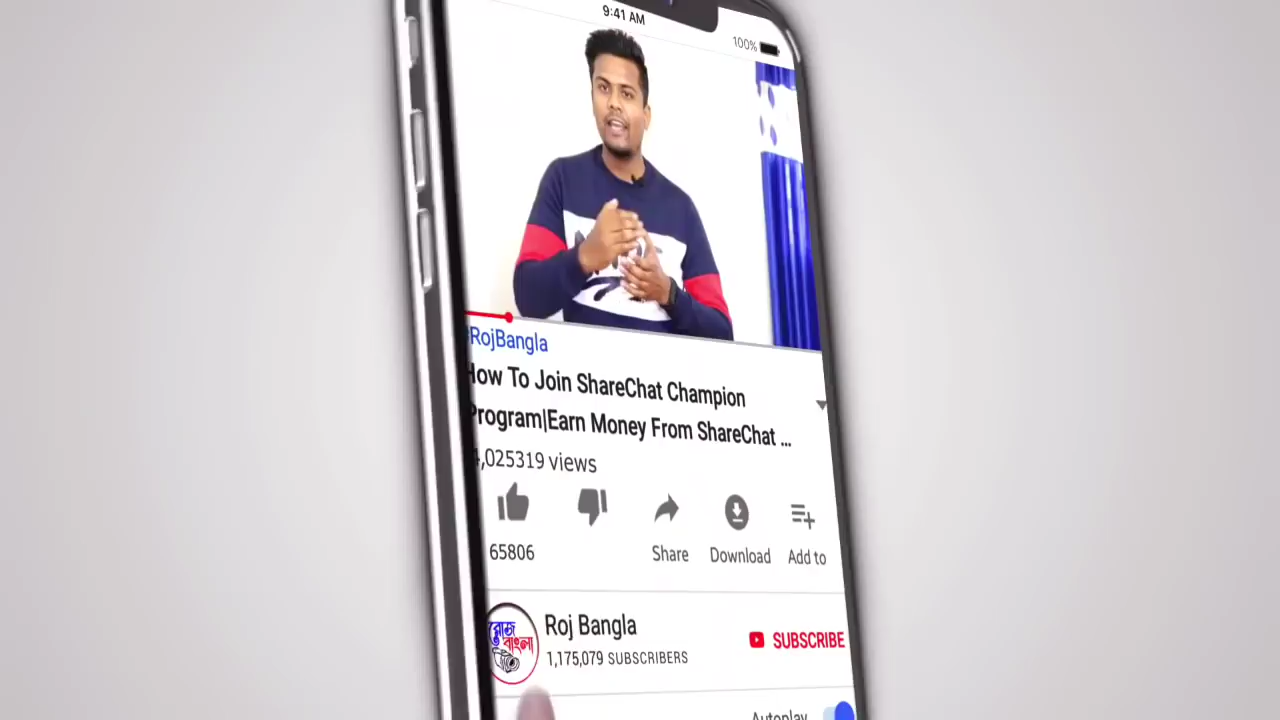 9:41 AM
100%
RojBangla
How To Join ShareChat Champion
Program|Earn Money From ShareChat ...
,025319 views
65806
Share
Download
Add to
রোজ
বাংলা
Roj Bangla
1,175,079 SUBSCRIBERS
SUBSCRIBE
Autoplay